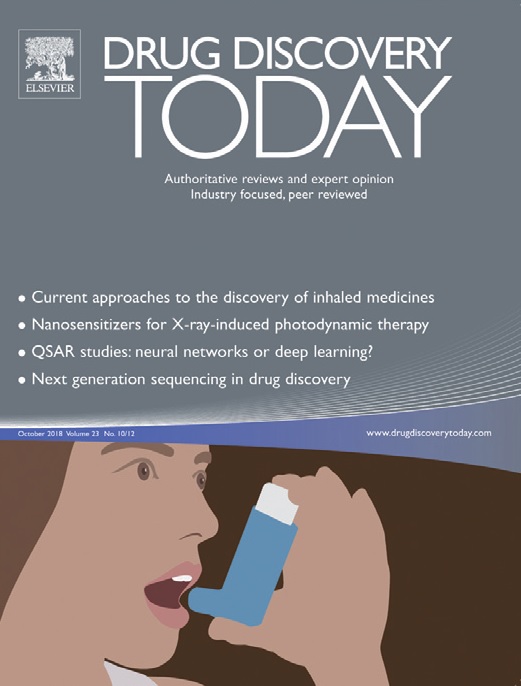 ELSEVIER
DRUG DISCOVERY
TODAY
Authoritative reviews and expert opinion
Industry focused, peer reviewed
• Current approaches to the discovery of inhaled medicines
• Nanosensitizers for X-ray-induced photodynamic therapy
• QSAR studies: neural networks or deep learning?
• Next generation sequencing in drug discovery
October 2018 Volume 23 No. 10/12
www.drugdiscoverytoday.com